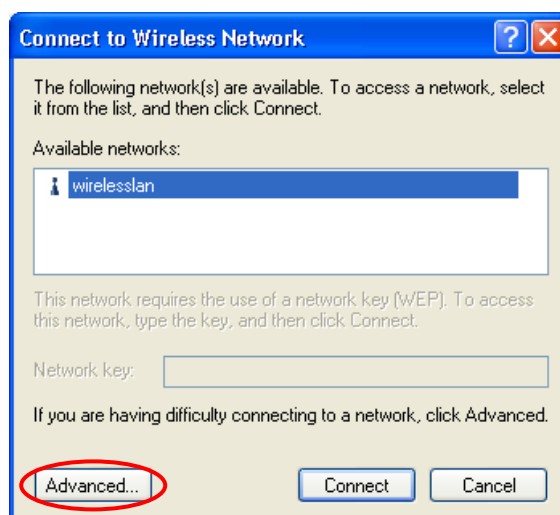 Connect to Wireless Network
The following network(s) are available. To access a network, select
it from the list, and then click Connect.
Available networks:
wirelesslan
This network requires the use of a network key (WEP). To access
this network, type the key, and then click Connect.
Network key:
If you are having difficulty connecting to a network, click Advanced.
Advanced... Connect Cancel